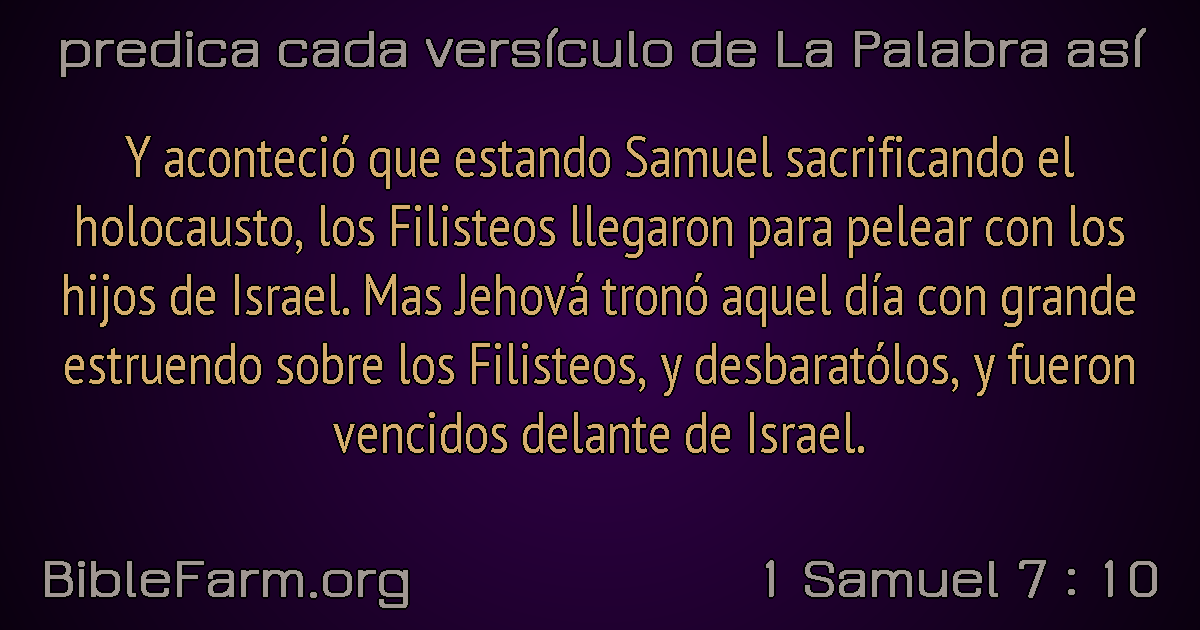 predica cada versículo de La Palabra así
Y aconteció que estando Samuel sacrificando el
holocausto, los Filisteos llegaron para pelear con los
hijos de Israel. Mas Jehová tronó aquel día con grande
estruendo sobre los Filisteos, y desbaratólos, y fueron
vencidos delante de Israel.
BibleFarm.org
1 Samuel 7 : 10